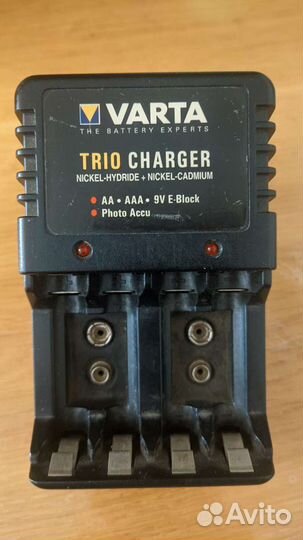 VARTA
THE BATTERY EXPERTS
TRIO CHARGER
NICKEL-HYDRIDE + NICKEL-CADMIUM
AA • AAA • 9V E-Block
Photo Accu
Avito